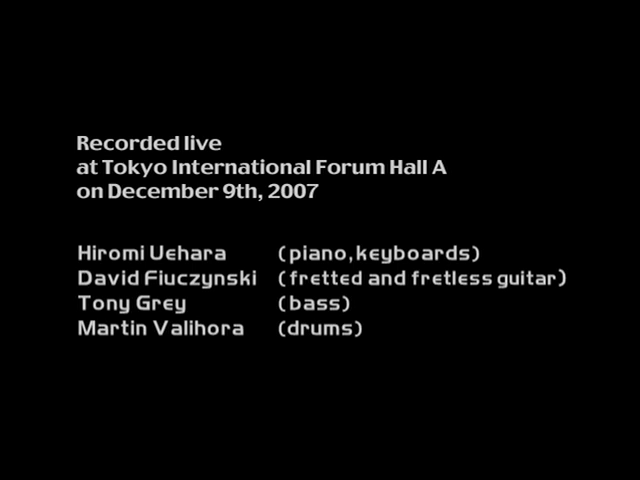 Recorded live
at Tokyo International Forum Hall A
on December 9th, 2007
Hiromi Uehara (piano,keyboards)
David Fiuczynski (fretted and fretless guitar)
Tony Grey (bass)
Martin Valihora (drums)